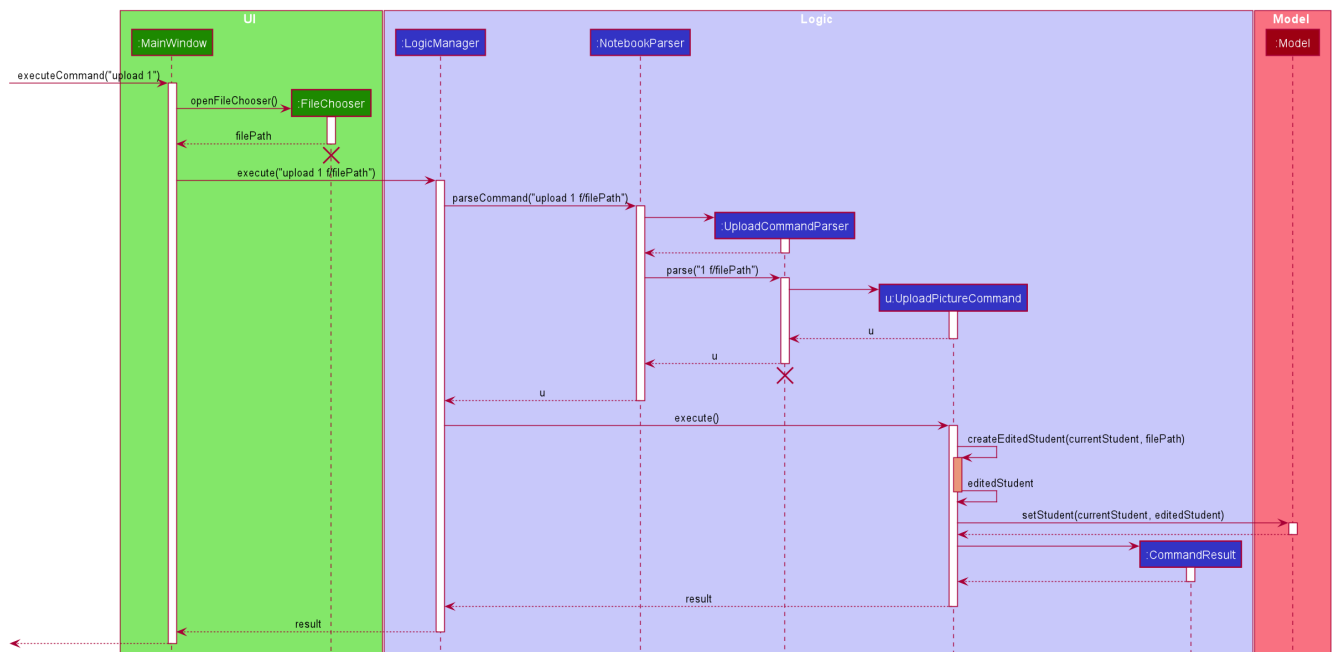 UI
Logic
Model
:MainWindow
:LogicManager
:NotebookParser
:Model
executeCommand("upload 1")
openFileChooser()
:FileChooser
filePath
execute("upload 1 f/filePath")
parseCommand("upload 1 f/filePath")
:UploadCommandParser
parse("1 f/filePath")
u:UploadPictureCommand
u
u
u
execute()
createEditedStudent(currentStudent, filePath)
editedStudent
setStudent(currentStudent, editedStudent)
:CommandResult
result
result